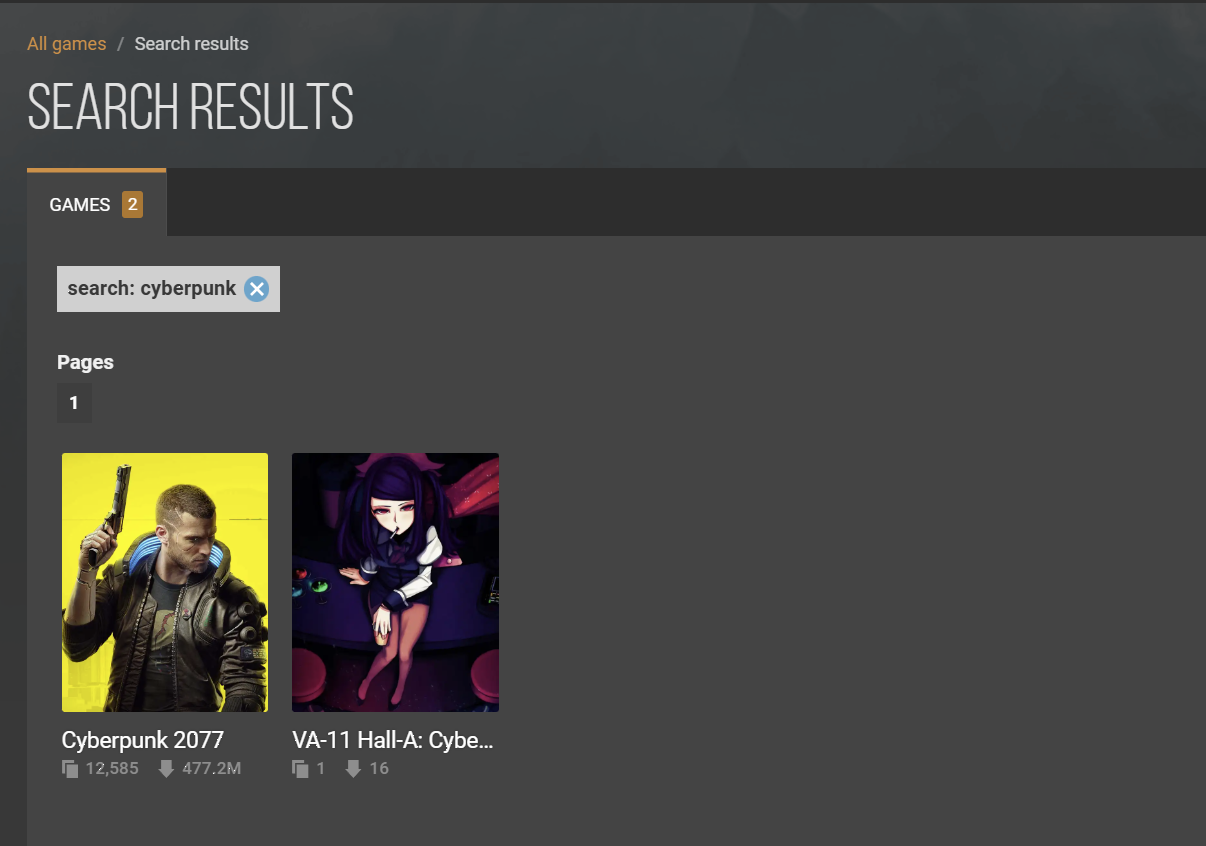 All games / Search results
SEARCH RESULTS
GAMES 2
search: cyberpunk
Pages
1
Cyberpunk 2077
12,585 477.2M
VA-11 Hall-A: Cybe...
1 16